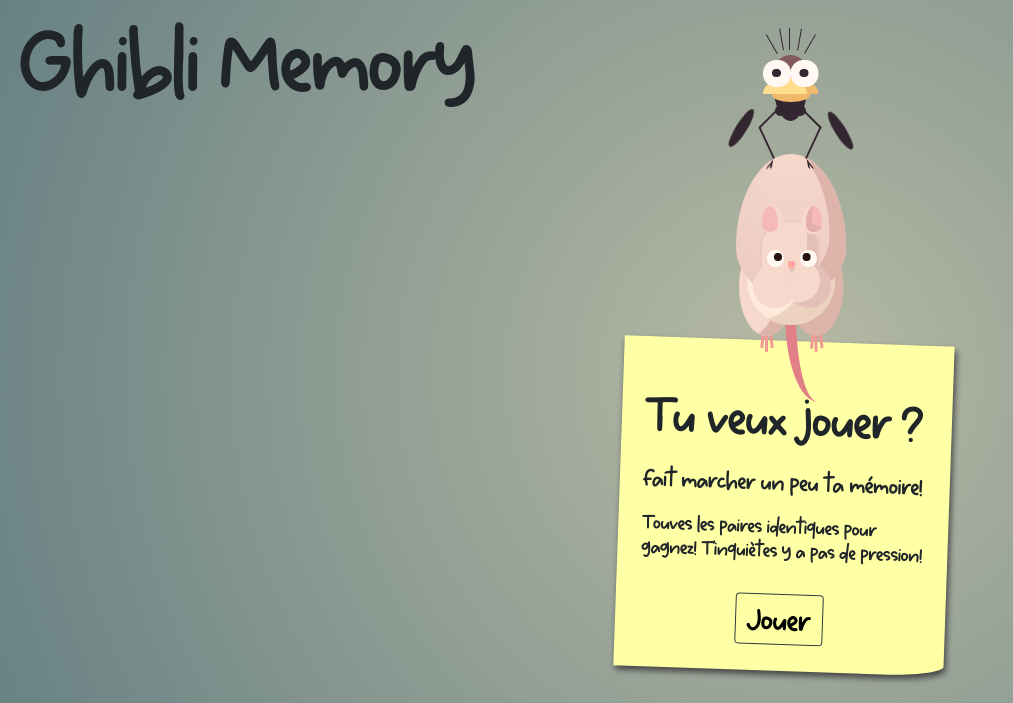 Ghibli Memory
Tu veux jouer ?
fait marcher un peu ta mémoire!
Touves les paires identiques pour
gagnez! Tinquiètes y a pas de pression!
Jouer